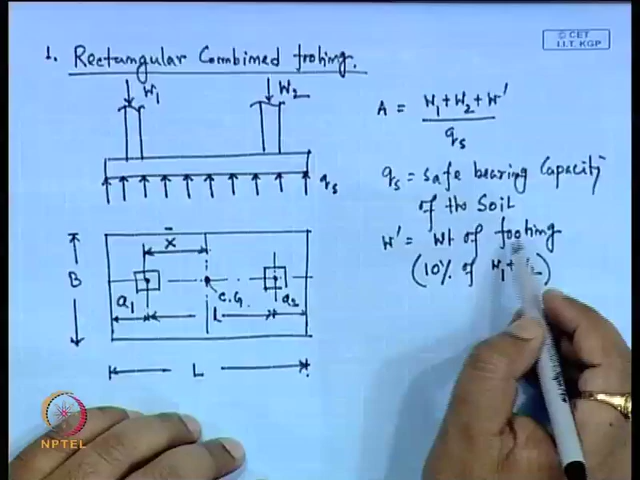 © CET
I.I.T. KGP
1. Rectangular Combined footing.
W1
W2
A = W1+W2+W'
qs
qs
qs = safe bearing Capacity
of the Soil
W' = Wt of footing
(10% of W1+ 2)
x̄
B
C.G.
a1
L
a2
L
NPTEL